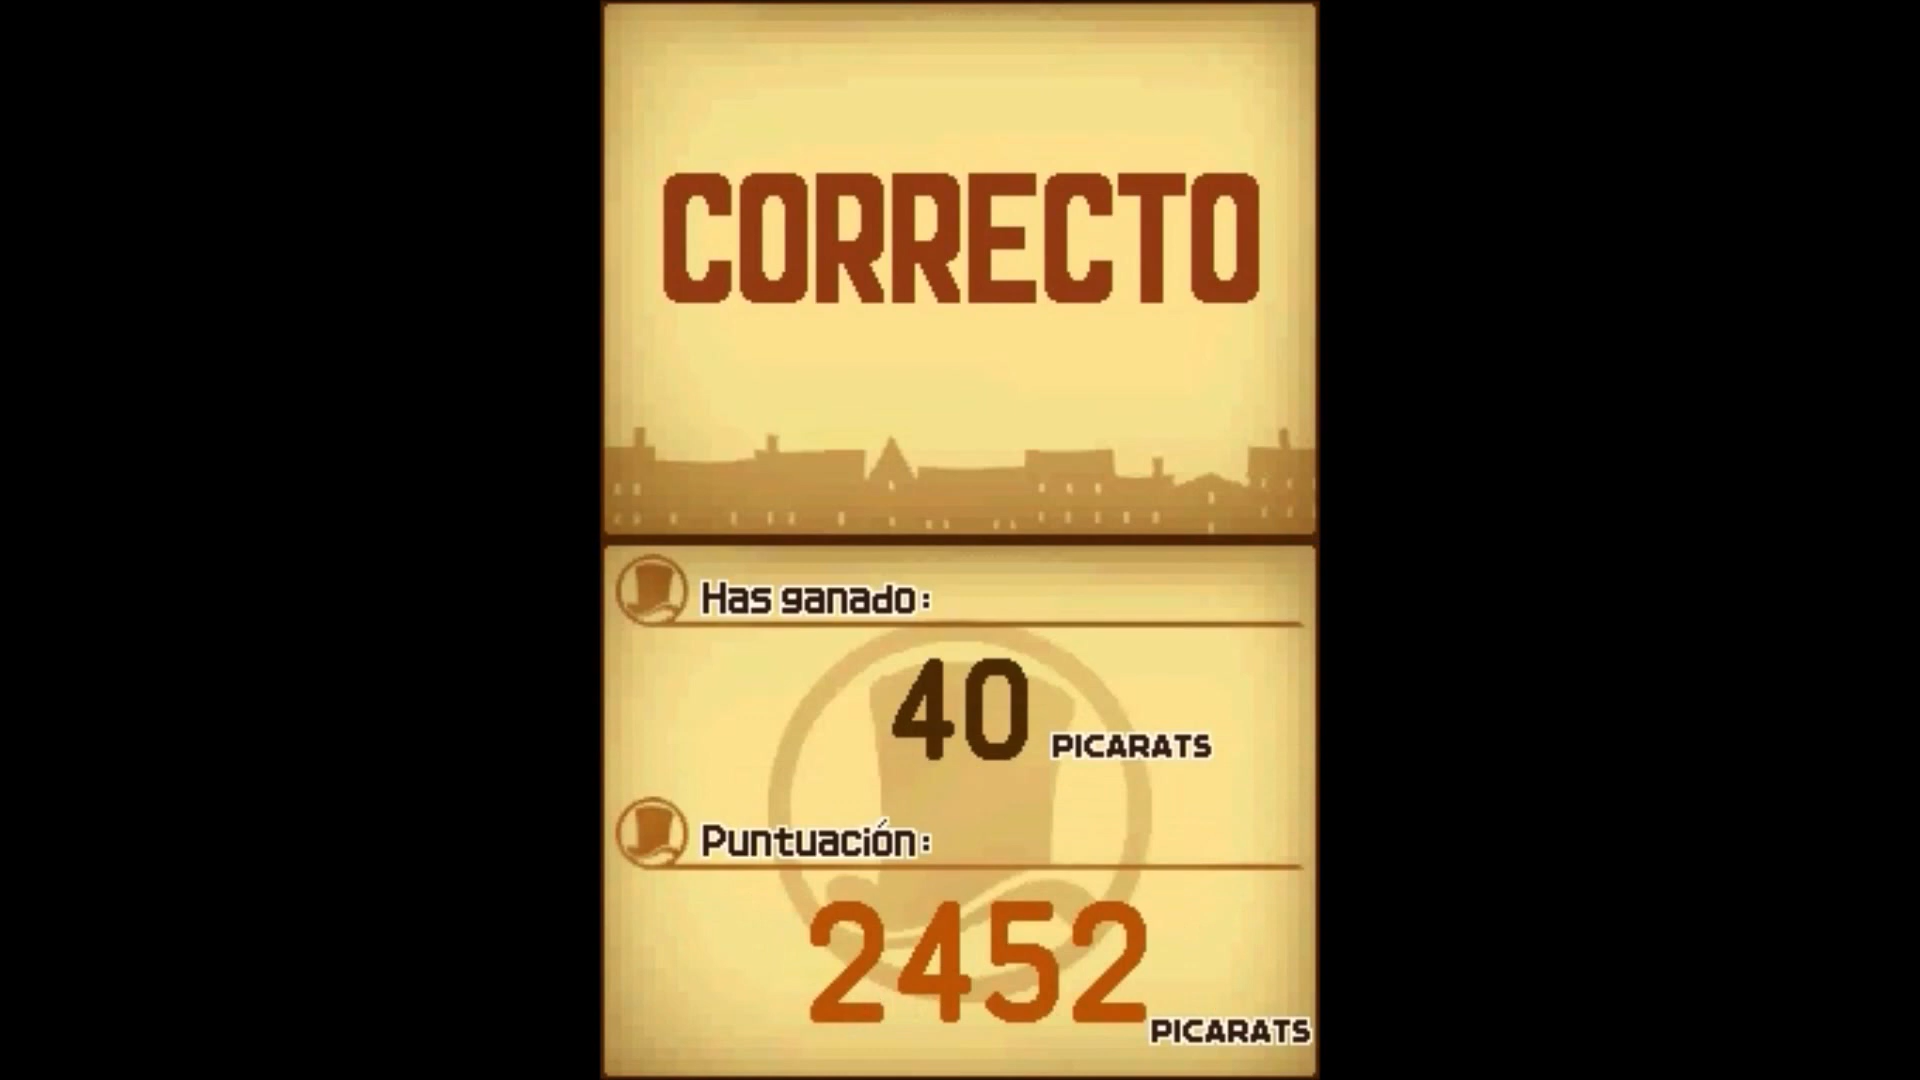 CORRECTO
Has ganado:
40 PICARATS
Puntuación:
2452 PICARATS